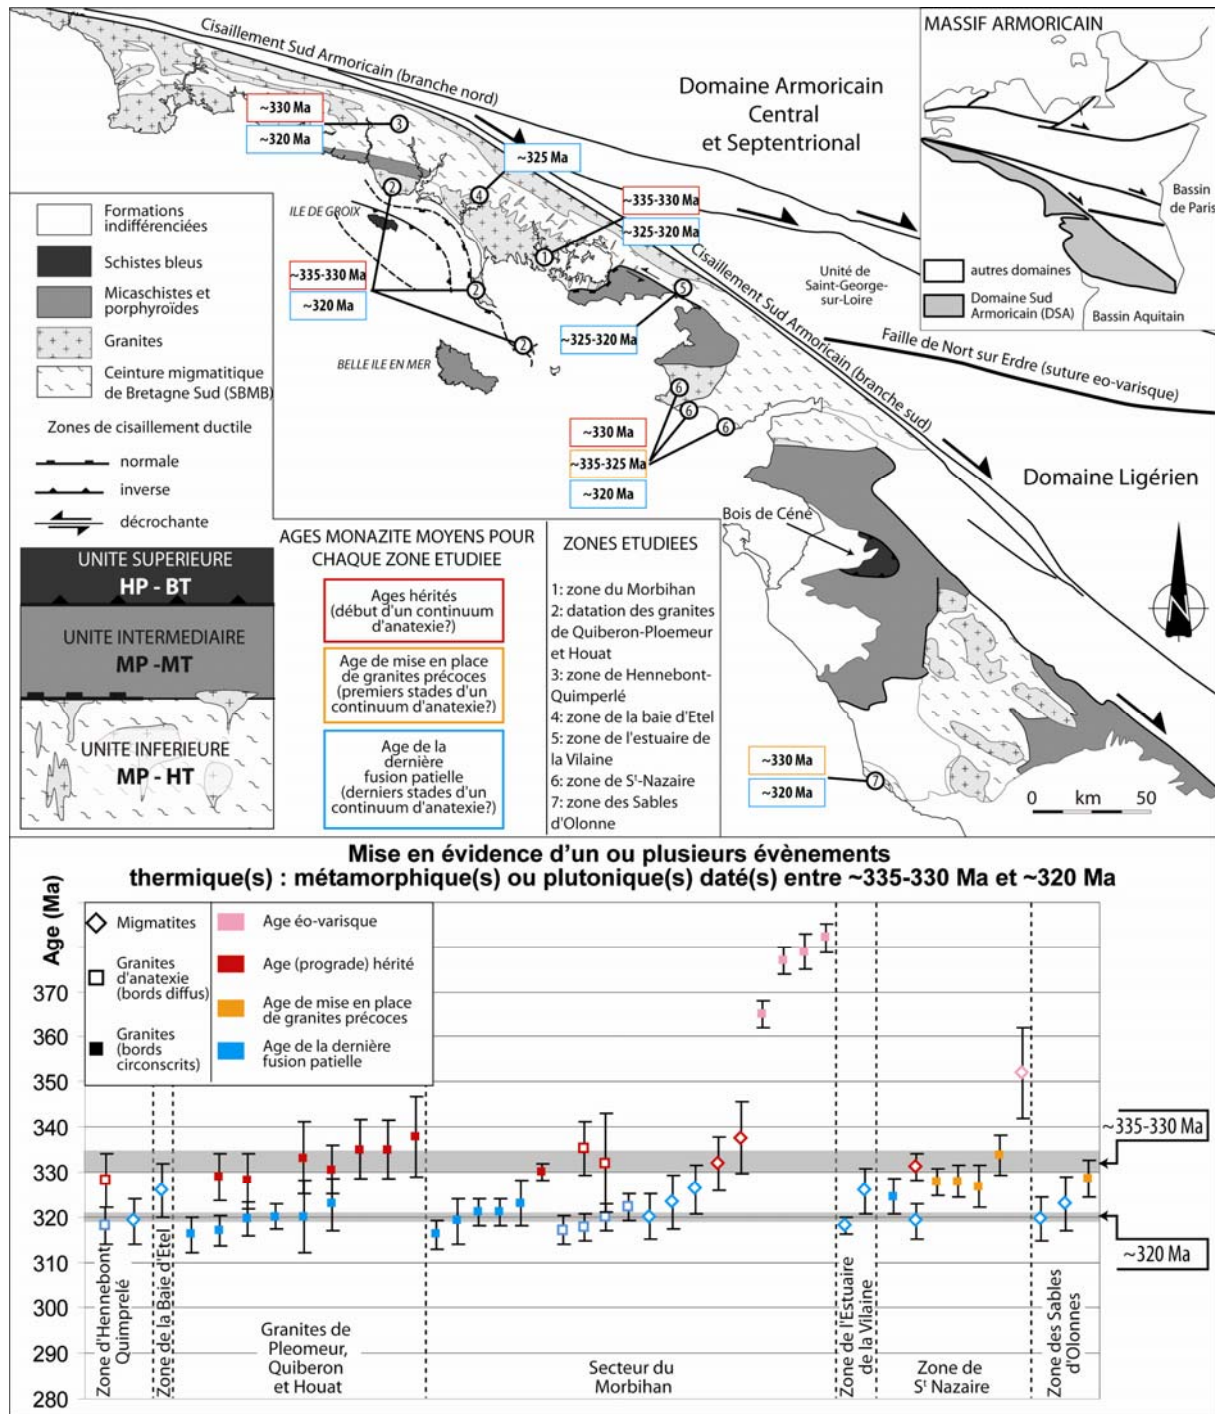 Cisaillement Sud Armoricain (branche nord)
Domaine Armoricain
Central
et Septentrional
MASSIF ARMORICAIN
Bassin
de Paris
autres domaines
Domaine Sud
Armoricain (DSA)
Bassin Aquitain
~330 Ma
~320 Ma
3
~325 Ma
4
2
ILE DE GROIX
~335-330 Ma
~325-320 Ma
1
~335-330 Ma
~320 Ma
2
2
5
~325-320 Ma
BELLE ILE EN MER
Unité de
Saint-George-
sur-Loire
Cisaillement Sud Armoricain (branche sud)
Faille de Nort sur Erdre (suture eo-varisque)
6
6
6
~330 Ma
~335-325 Ma
~320 Ma
Domaine Ligérien
Bois de Céné
N
~330 Ma
~320 Ma
7
0 km 50
Formations
indifférenciées
Schistes bleus
Micaschistes et
porphyroïdes
Granites
Ceinture migmatitique
de Bretagne Sud (SBMB)
Zones de cisaillement ductile
normale
inverse
décrochante
UNITE SUPERIEURE
HP - BT
UNITE INTERMEDIAIRE
MP -MT
UNITE INFERIEURE
MP - HT
AGES MONAZITE MOYENS POUR
CHAQUE ZONE ETUDIEE
Ages hérités
(début d'un continuum
d'anatexie?)
Age de mise en place
de granites précoces
(premiers stades d'un
continuum d'anatexie?)
Age de la
dernière
fusion patielle
(derniers stades d'un
continuum d'anatexie?)
ZONES ETUDIEES
1: zone du Morbihan
2: datation des granites
de Quiberon-Ploemeur
et Houat
3: zone de Hennebont-
Quimperlé
4: zone de la baie d'Etel
5: zone de l'estuaire de
la Vilaine
6: zone de Sᵗ-Nazaire
7: zone des Sables
d'Olonne
Mise en évidence d'un ou plusieurs évènements
thermique(s) : métamorphique(s) ou plutonique(s) daté(s) entre ~335-330 Ma et ~320 Ma
Age (Ma)
370
360
350
340
330
320
310
300
290
280
Migmatites
Granites
d'anatexie
(bords diffus)
Granites
(bords
circonscrits)
Age éo-varisque
Age (prograde) hérité
Age de mise en place
de granites précoces
Age de la dernière
fusion patielle
~335-330 Ma
~320 Ma
Zone d'Hennebont
Quimprelé
Zone de la Baie d'Etel
Granites de
Pleomeur,
Quiberon
et Houat
Secteur du
Morbihan
Zone de l'Estuaire
de la Vilaine
Zone de
Sᵗ Nazaire
Zone des Sables
d'Olonnes